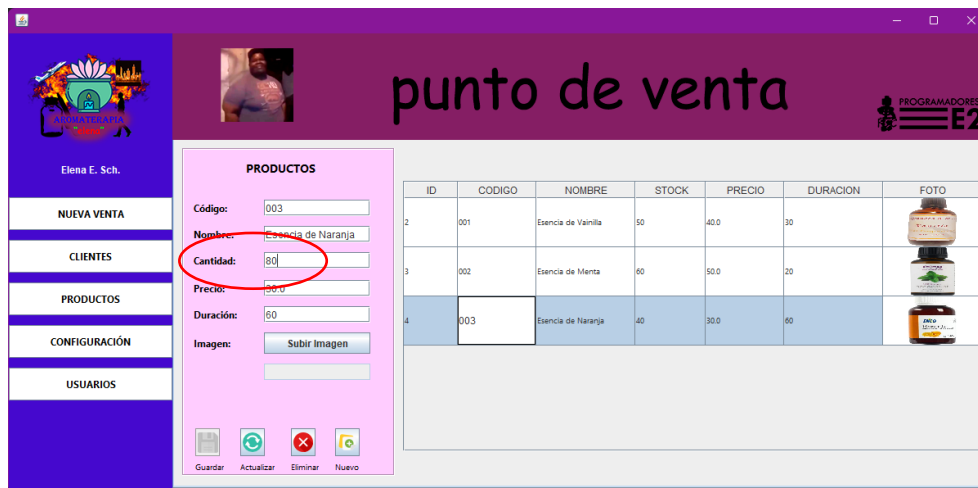 punto de venta
PROGRAMADORES
E2
AROMATERAPIA
Elena E. Sch.
NUEVA VENTA
CLIENTES
PRODUCTOS
CONFIGURACIÓN
USUARIOS
PRODUCTOS
Código: 003
Nombre: Esencia de Naranja
Cantidad: 80
Precio: 30.0
Duración: 60
Imagen: Subir Imagen
Guardar Actualizar Eliminar Nuevo
ID CODIGO NOMBRE STOCK PRECIO DURACION FOTO
2 001 Esencia de Vainilla 50 40.0 30
3 002 Esencia de Menta 60 50.0 20
4 003 Esencia de Naranja 40 30.0 60